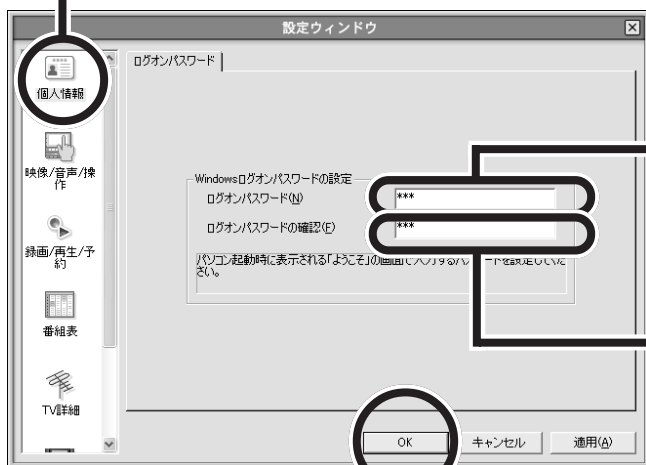 設定ウィンドウ
個人情報
映像/音声/操
作
録画/再生/予
約
番組表
TV詳細
ログオンパスワード
Windowsログオンパスワードの設定
ログオンパスワード(N)
***
ログオンパスワードの確認(F)
***
パソコン起動時に表示される「ようこそ」の画面で入力するパスワードを設定してくだ
さい。
OK
キャンセル
適用(A)